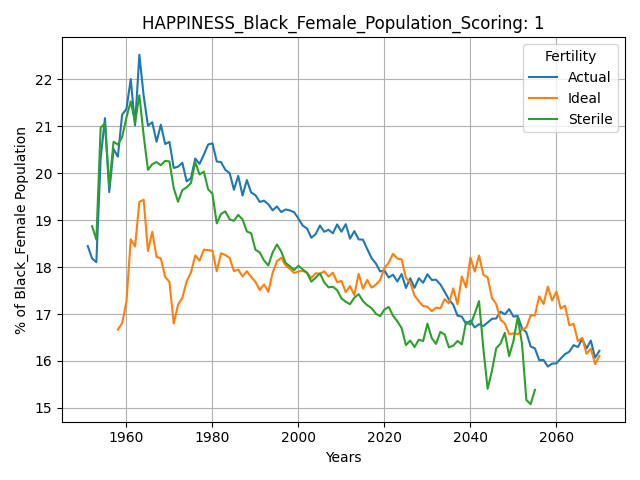 HAPPINESS_Black_Female_Population_Scoring: 1
% of Black_Female Population
22
21
20
19
18
17
16
15
1960
1980
2000
2020
2040
2060
Years
Fertility
Actual
Ideal
Sterile